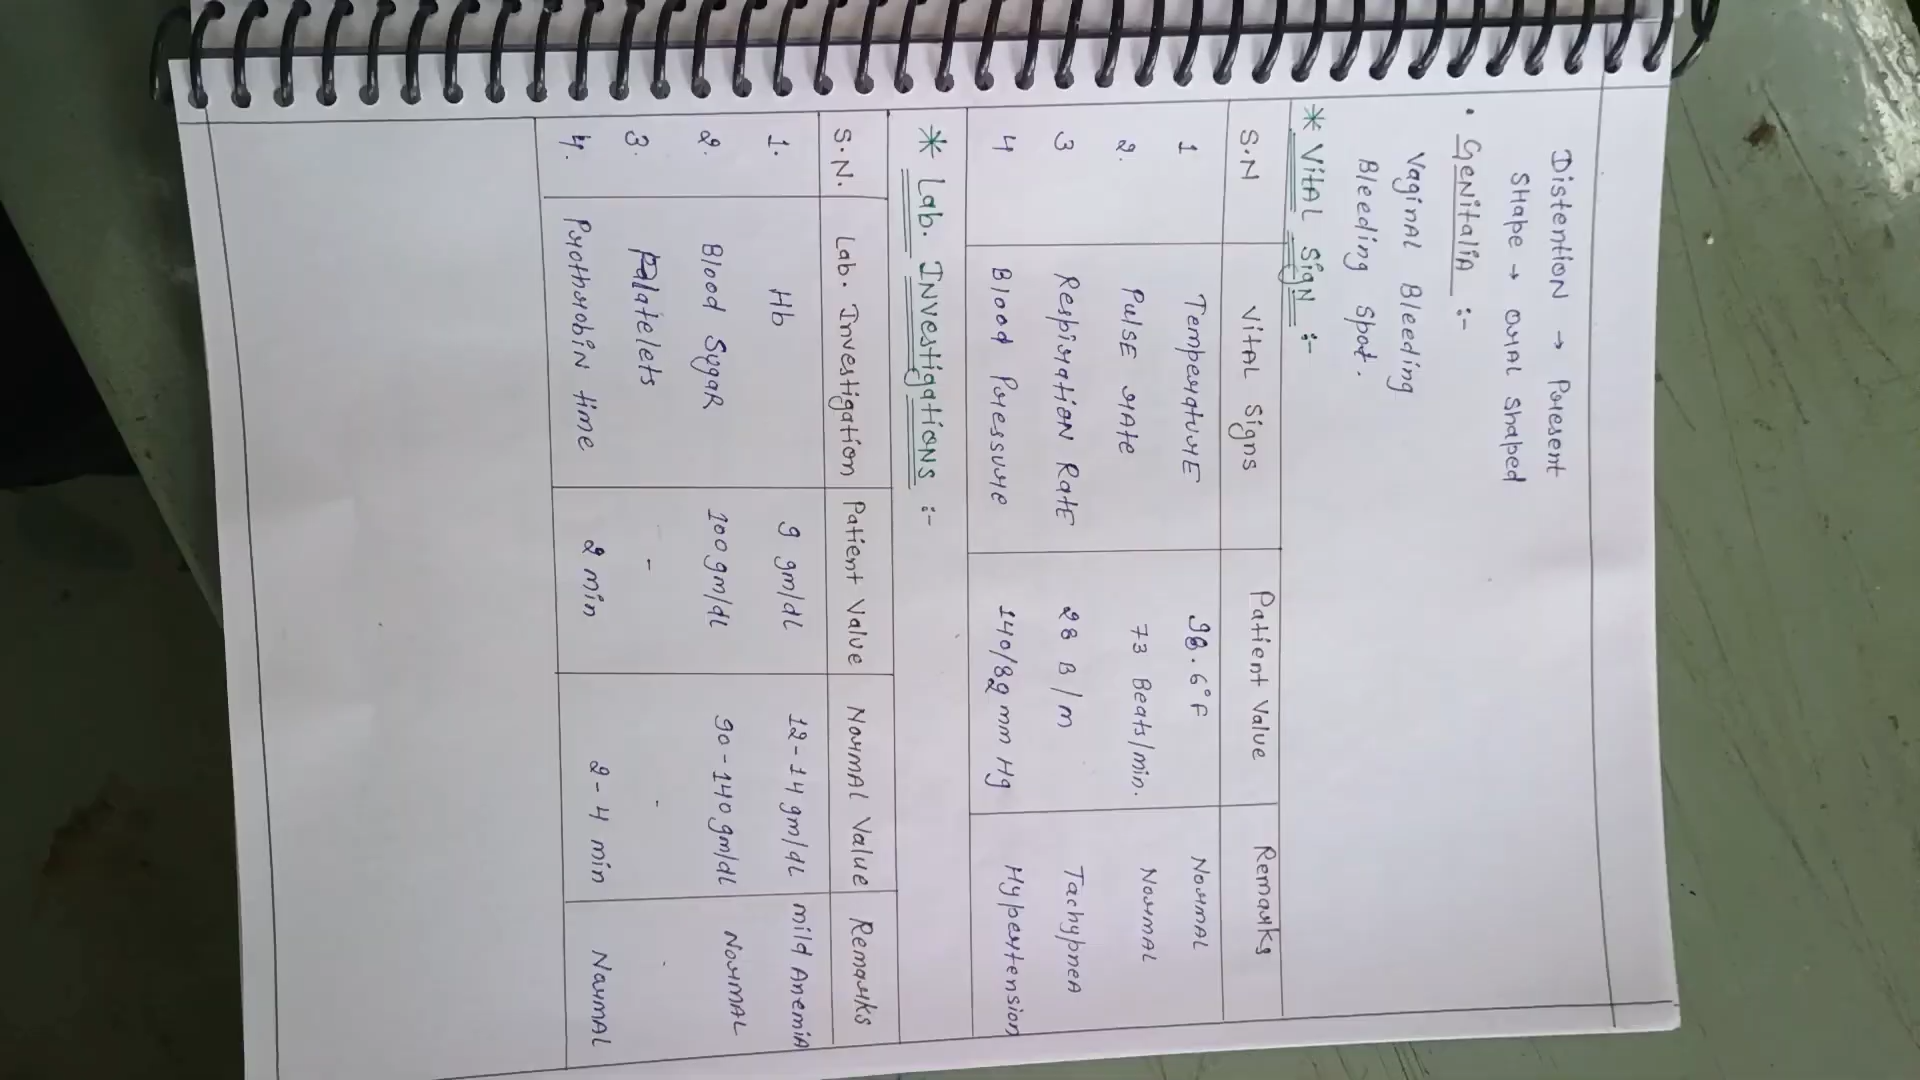 Distention → Present
Shape → oval shaped
• Genitalia :-
Vaginal Bleeding
Bleeding Spot.
* Vital Sign :-
S.N Vital Signs Patient Value Remarks
1 Temperature 98.6°F Normal
2. Pulse rate 73 Beats/min. Normal
3 Respiration Rate 28 B/m Tachypnea
4 Blood Pressure 140/82 mm Hg Hypertension
* Lab. Investigations :-
S.N. Lab. Investigation Patient Value Normal Value Remarks
1. Hb 9 gm/dl 12-14 gm/dl mild Anemia
2. Blood Sugar 100 gm/dl 90-140 gm/dl Normal
3. Palatelets - - -
4. Prothrobin time 2 min 2-4 min Normal